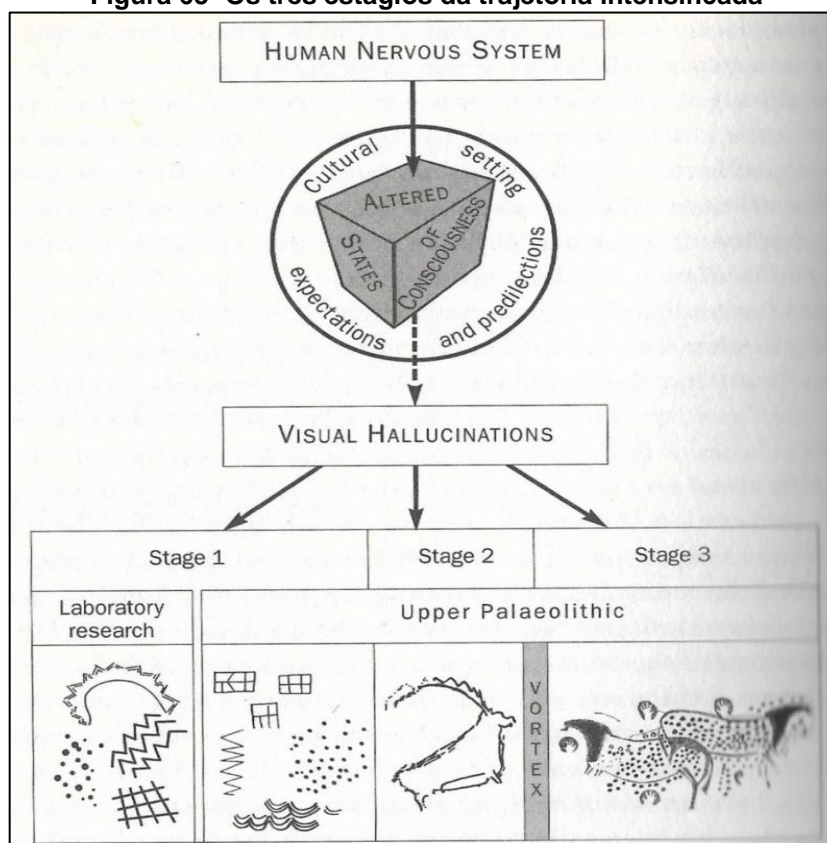 Figura 68- Os três estágios da trajetória intensificada
HUMAN NERVOUS SYSTEM
Cultural setting
ALTERED
STATES OF CONSCIOUSNESS
expectations and predilections
VISUAL HALLUCINATIONS
Stage 1 Stage 2 Stage 3
Laboratory research Upper Palaeolithic
VORTEX